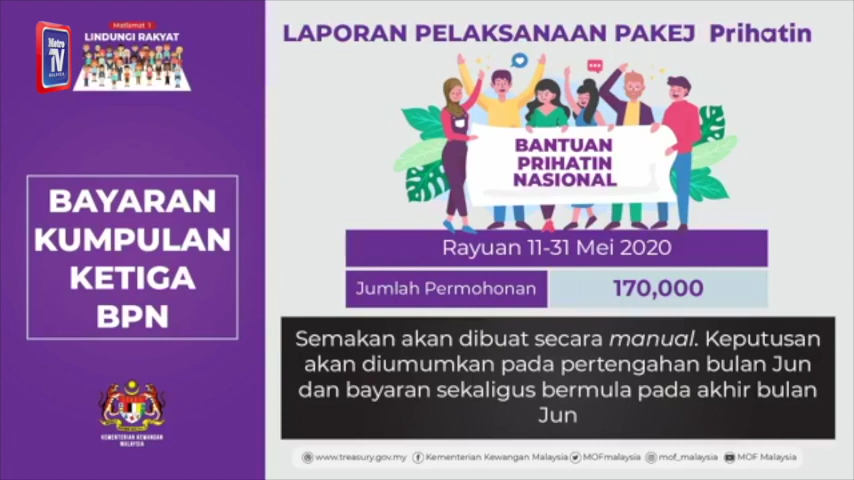 Metro
TV
Matlamat 1
LINDUNGI RAKYAT
LAPORAN PELAKSANAAN PAKEJ Prihatin
BANTUAN
PRIHATIN
NASIONAL
BAYARAN
KUMPULAN
KETIGA
BPN
Rayuan 11-31 Mei 2020
Jumlah Permohonan 170,000
Semakan akan dibuat secara manual. Keputusan
akan diumumkan pada pertengahan bulan Jun
dan bayaran sekaligus bermula pada akhir bulan
Jun
KEMENTERIAN KEWANGAN
MALAYSIA
www.treasury.gov.my Kementerian Kewangan Malaysia MOFmalaysia mof_malaysia MOF Malaysia